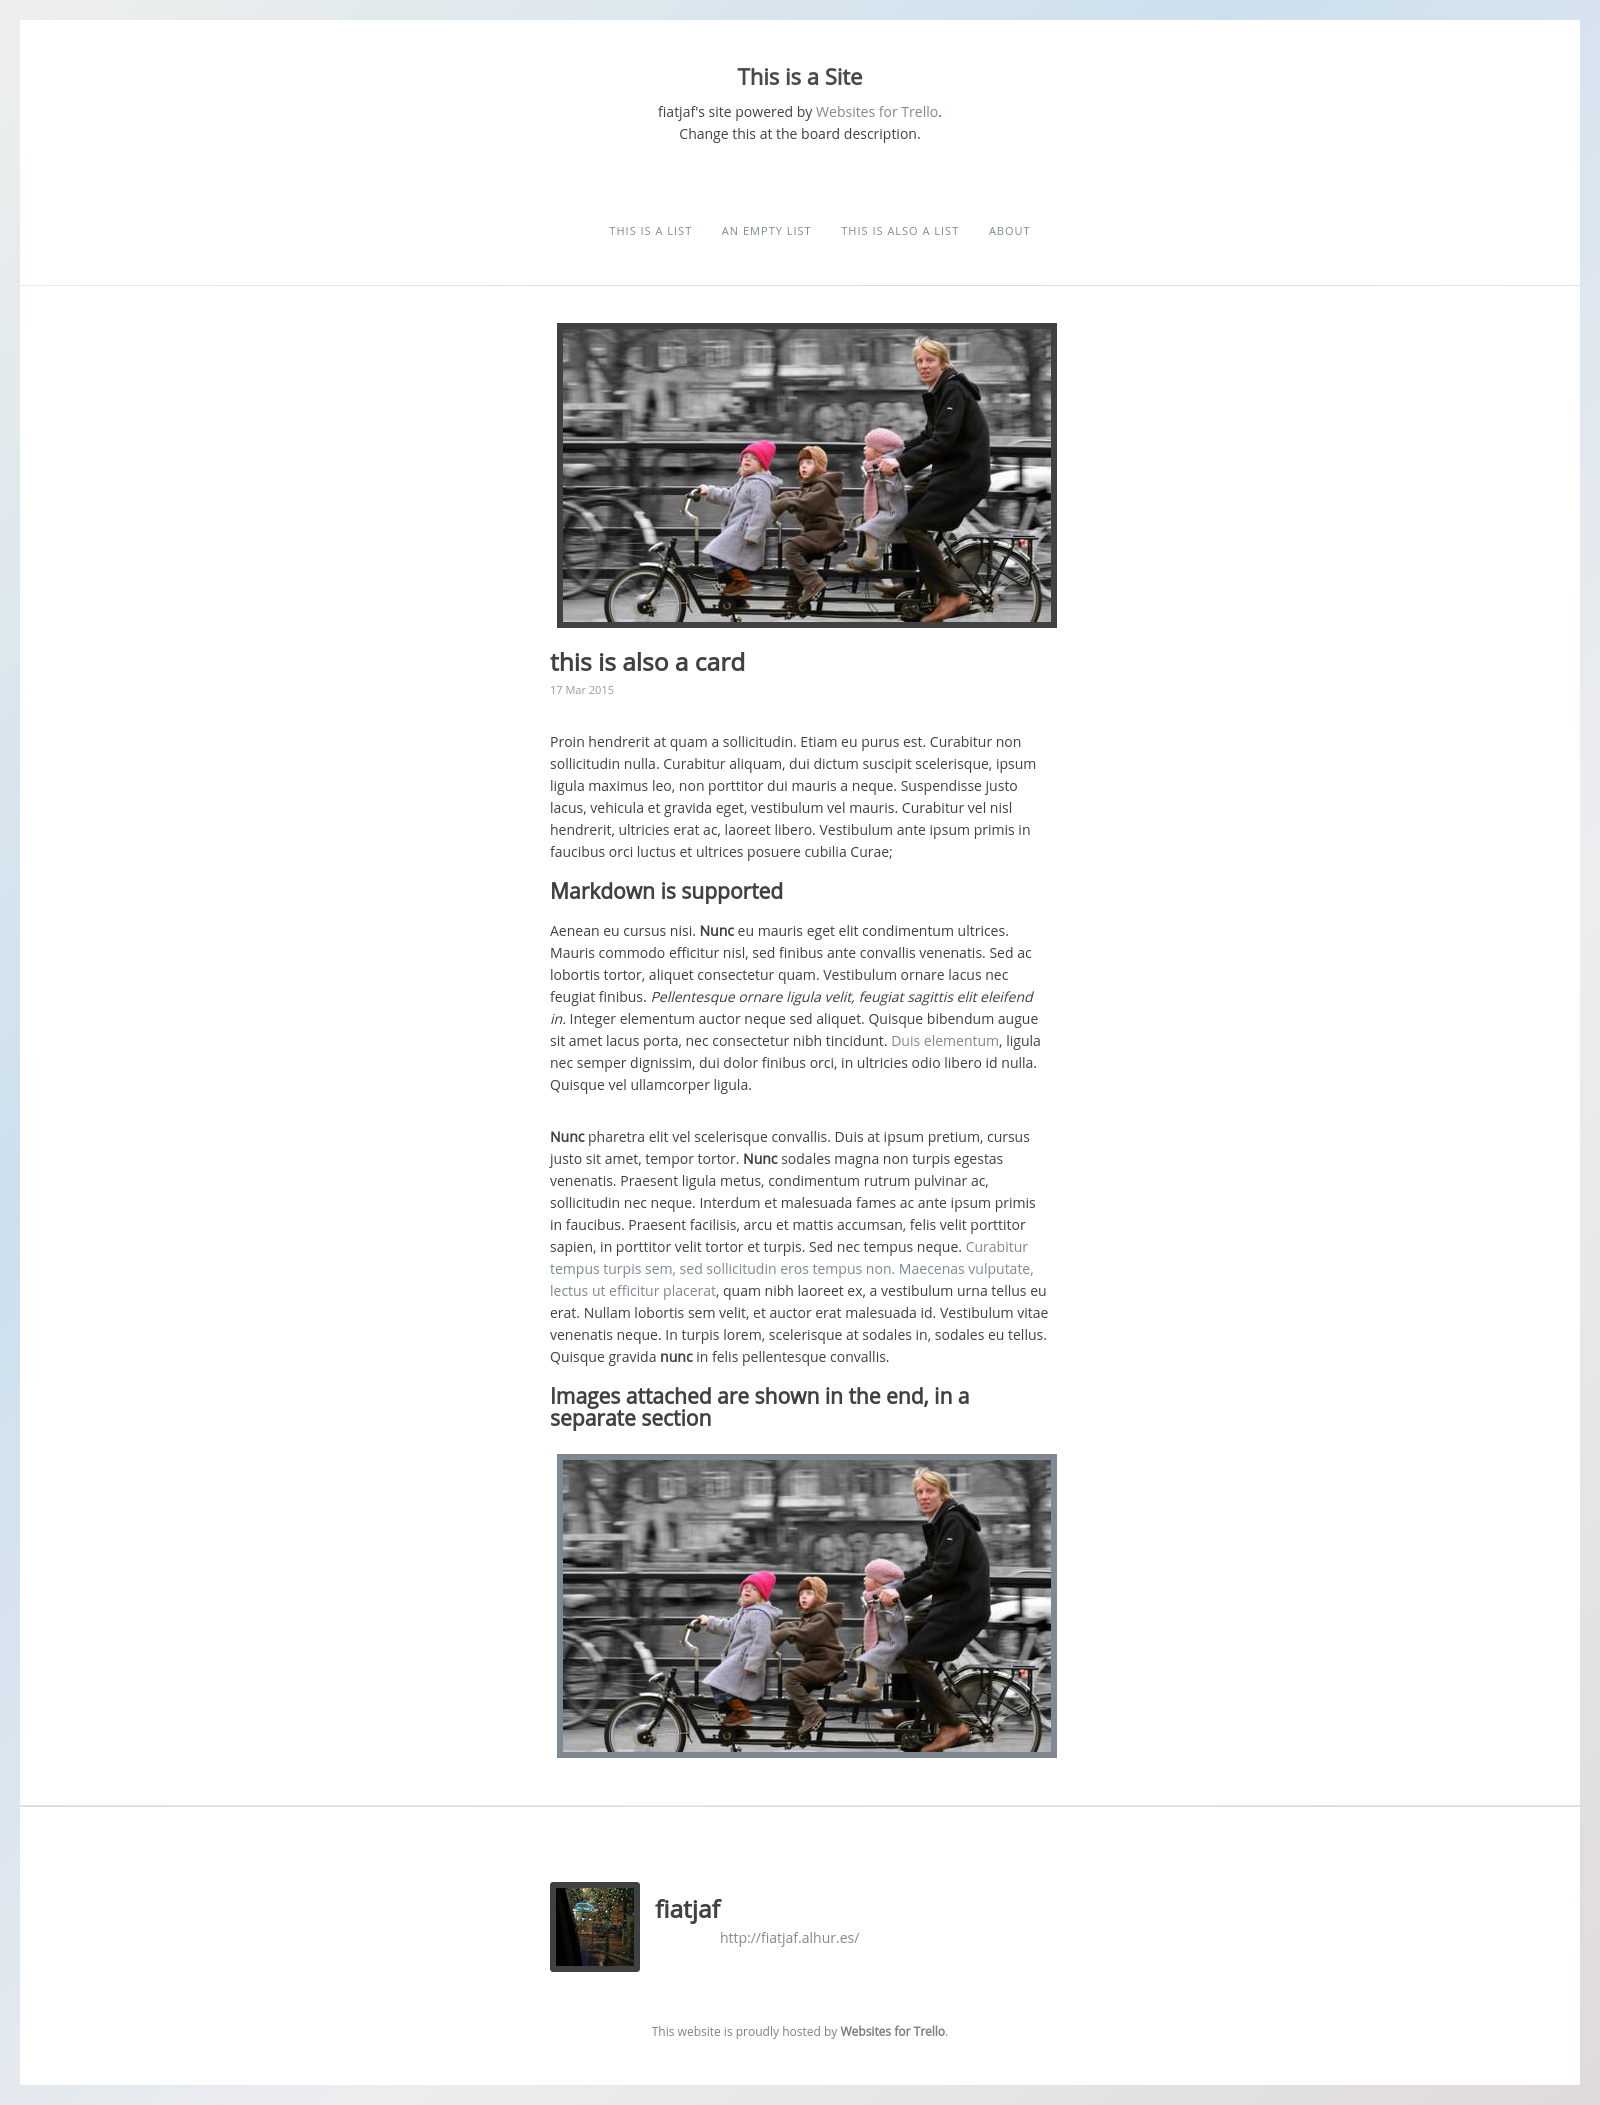 This is a Site
fiatjaf's site powered by Websites for Trello.
Change this at the board description.
THIS IS A LIST AN EMPTY LIST THIS IS ALSO A LIST ABOUT
this is also a card
17 Mar 2015
Proin hendrerit at quam a sollicitudin. Etiam eu purus est. Curabitur non
sollicitudin nulla. Curabitur aliquam, dui dictum suscipit scelerisque, ipsum
ligula maximus leo, non porttitor dui mauris a neque. Suspendisse justo
lacus, vehicula et gravida eget, vestibulum vel mauris. Curabitur vel nisl
hendrerit, ultricies erat ac, laoreet libero. Vestibulum ante ipsum primis in
faucibus orci luctus et ultrices posuere cubilia Curae;
Markdown is supported
Aenean eu cursus nisi. Nunc eu mauris eget elit condimentum ultrices.
Mauris commodo efficitur nisl, sed finibus ante convallis venenatis. Sed ac
lobortis tortor, aliquet consectetur quam. Vestibulum ornare lacus nec
feugiat finibus. Pellentesque ornare ligula velit, feugiat sagittis elit eleifend
in. Integer elementum auctor neque sed aliquet. Quisque bibendum augue
sit amet lacus porta, nec consectetur nibh tincidunt. Duis elementum, ligula
nec semper dignissim, dui dolor finibus orci, in ultricies odio libero id nulla.
Quisque vel ullamcorper ligula.
Nunc pharetra elit vel scelerisque convallis. Duis at ipsum pretium, cursus
justo sit amet, tempor tortor. Nunc sodales magna non turpis egestas
venenatis. Praesent ligula metus, condimentum rutrum pulvinar ac,
sollicitudin nec neque. Interdum et malesuada fames ac ante ipsum primis
in faucibus. Praesent facilisis, arcu et mattis accumsan, felis velit porttitor
sapien, in porttitor velit tortor et turpis. Sed nec tempus neque. Curabitur
tempus turpis sem, sed sollicitudin eros tempus non. Maecenas vulputate,
lectus ut efficitur placerat, quam nibh laoreet ex, a vestibulum urna tellus eu
erat. Nullam lobortis sem velit, et auctor erat malesuada id. Vestibulum vitae
venenatis neque. In turpis lorem, scelerisque at sodales in, sodales eu tellus.
Quisque gravida nunc in felis pellentesque convallis.
Images attached are shown in the end, in a
separate section
fiatjaf
http://fiatjaf.alhur.es/
This website is proudly hosted by Websites for Trello.